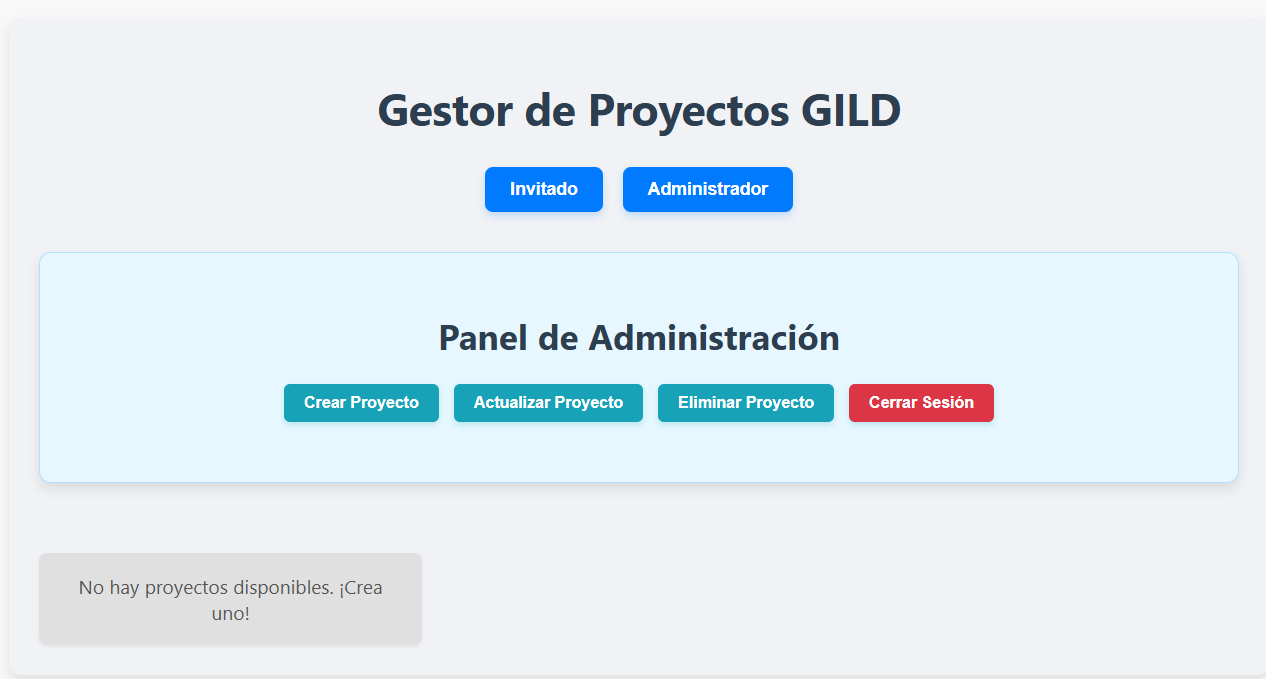 Gestor de Proyectos GILD
Invitado Administrador
Panel de Administración
Crear Proyecto Actualizar Proyecto Eliminar Proyecto Cerrar Sesión
No hay proyectos disponibles. ¡Crea
uno!